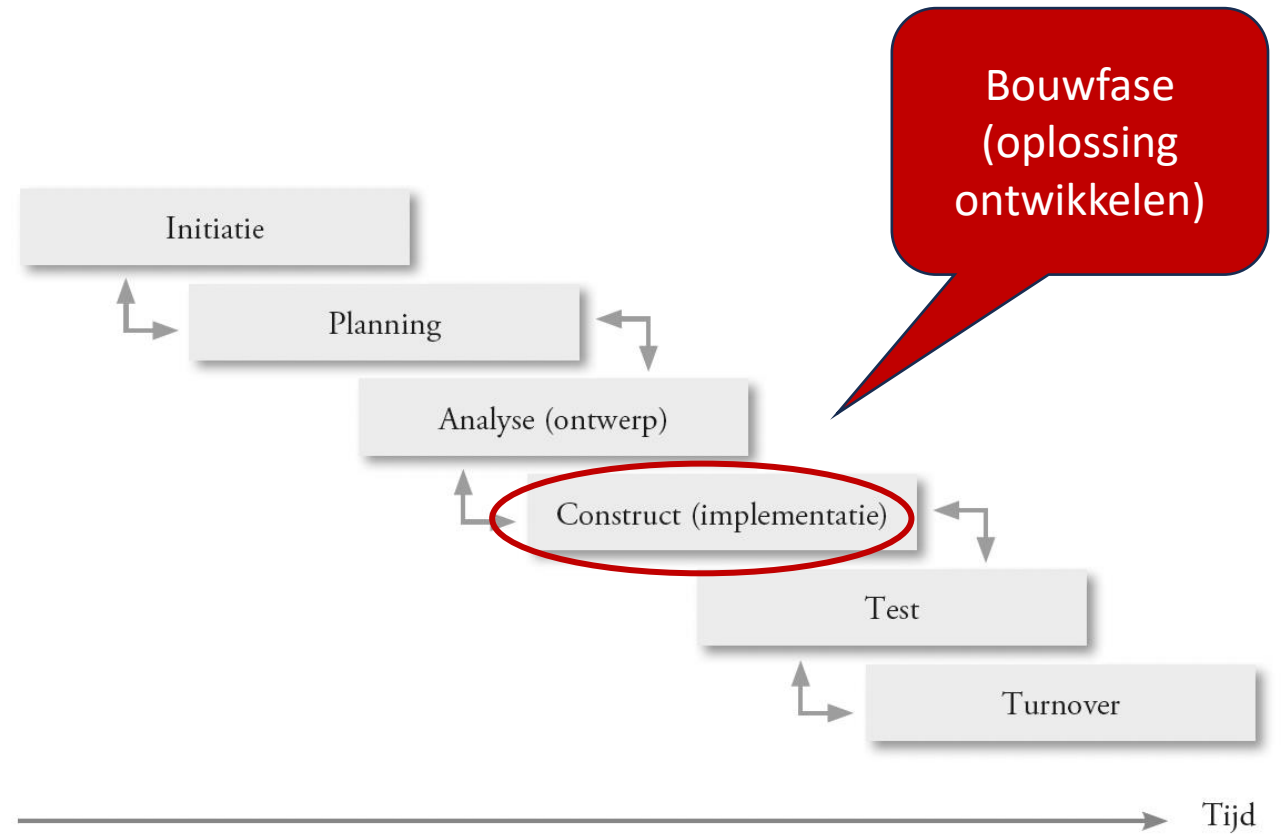 Bouwfase
(oplossing
ontwikkelen)
Initiatie
Planning
Analyse (ontwerp)
Construct (implementatie)
Test
Turnover
Tijd